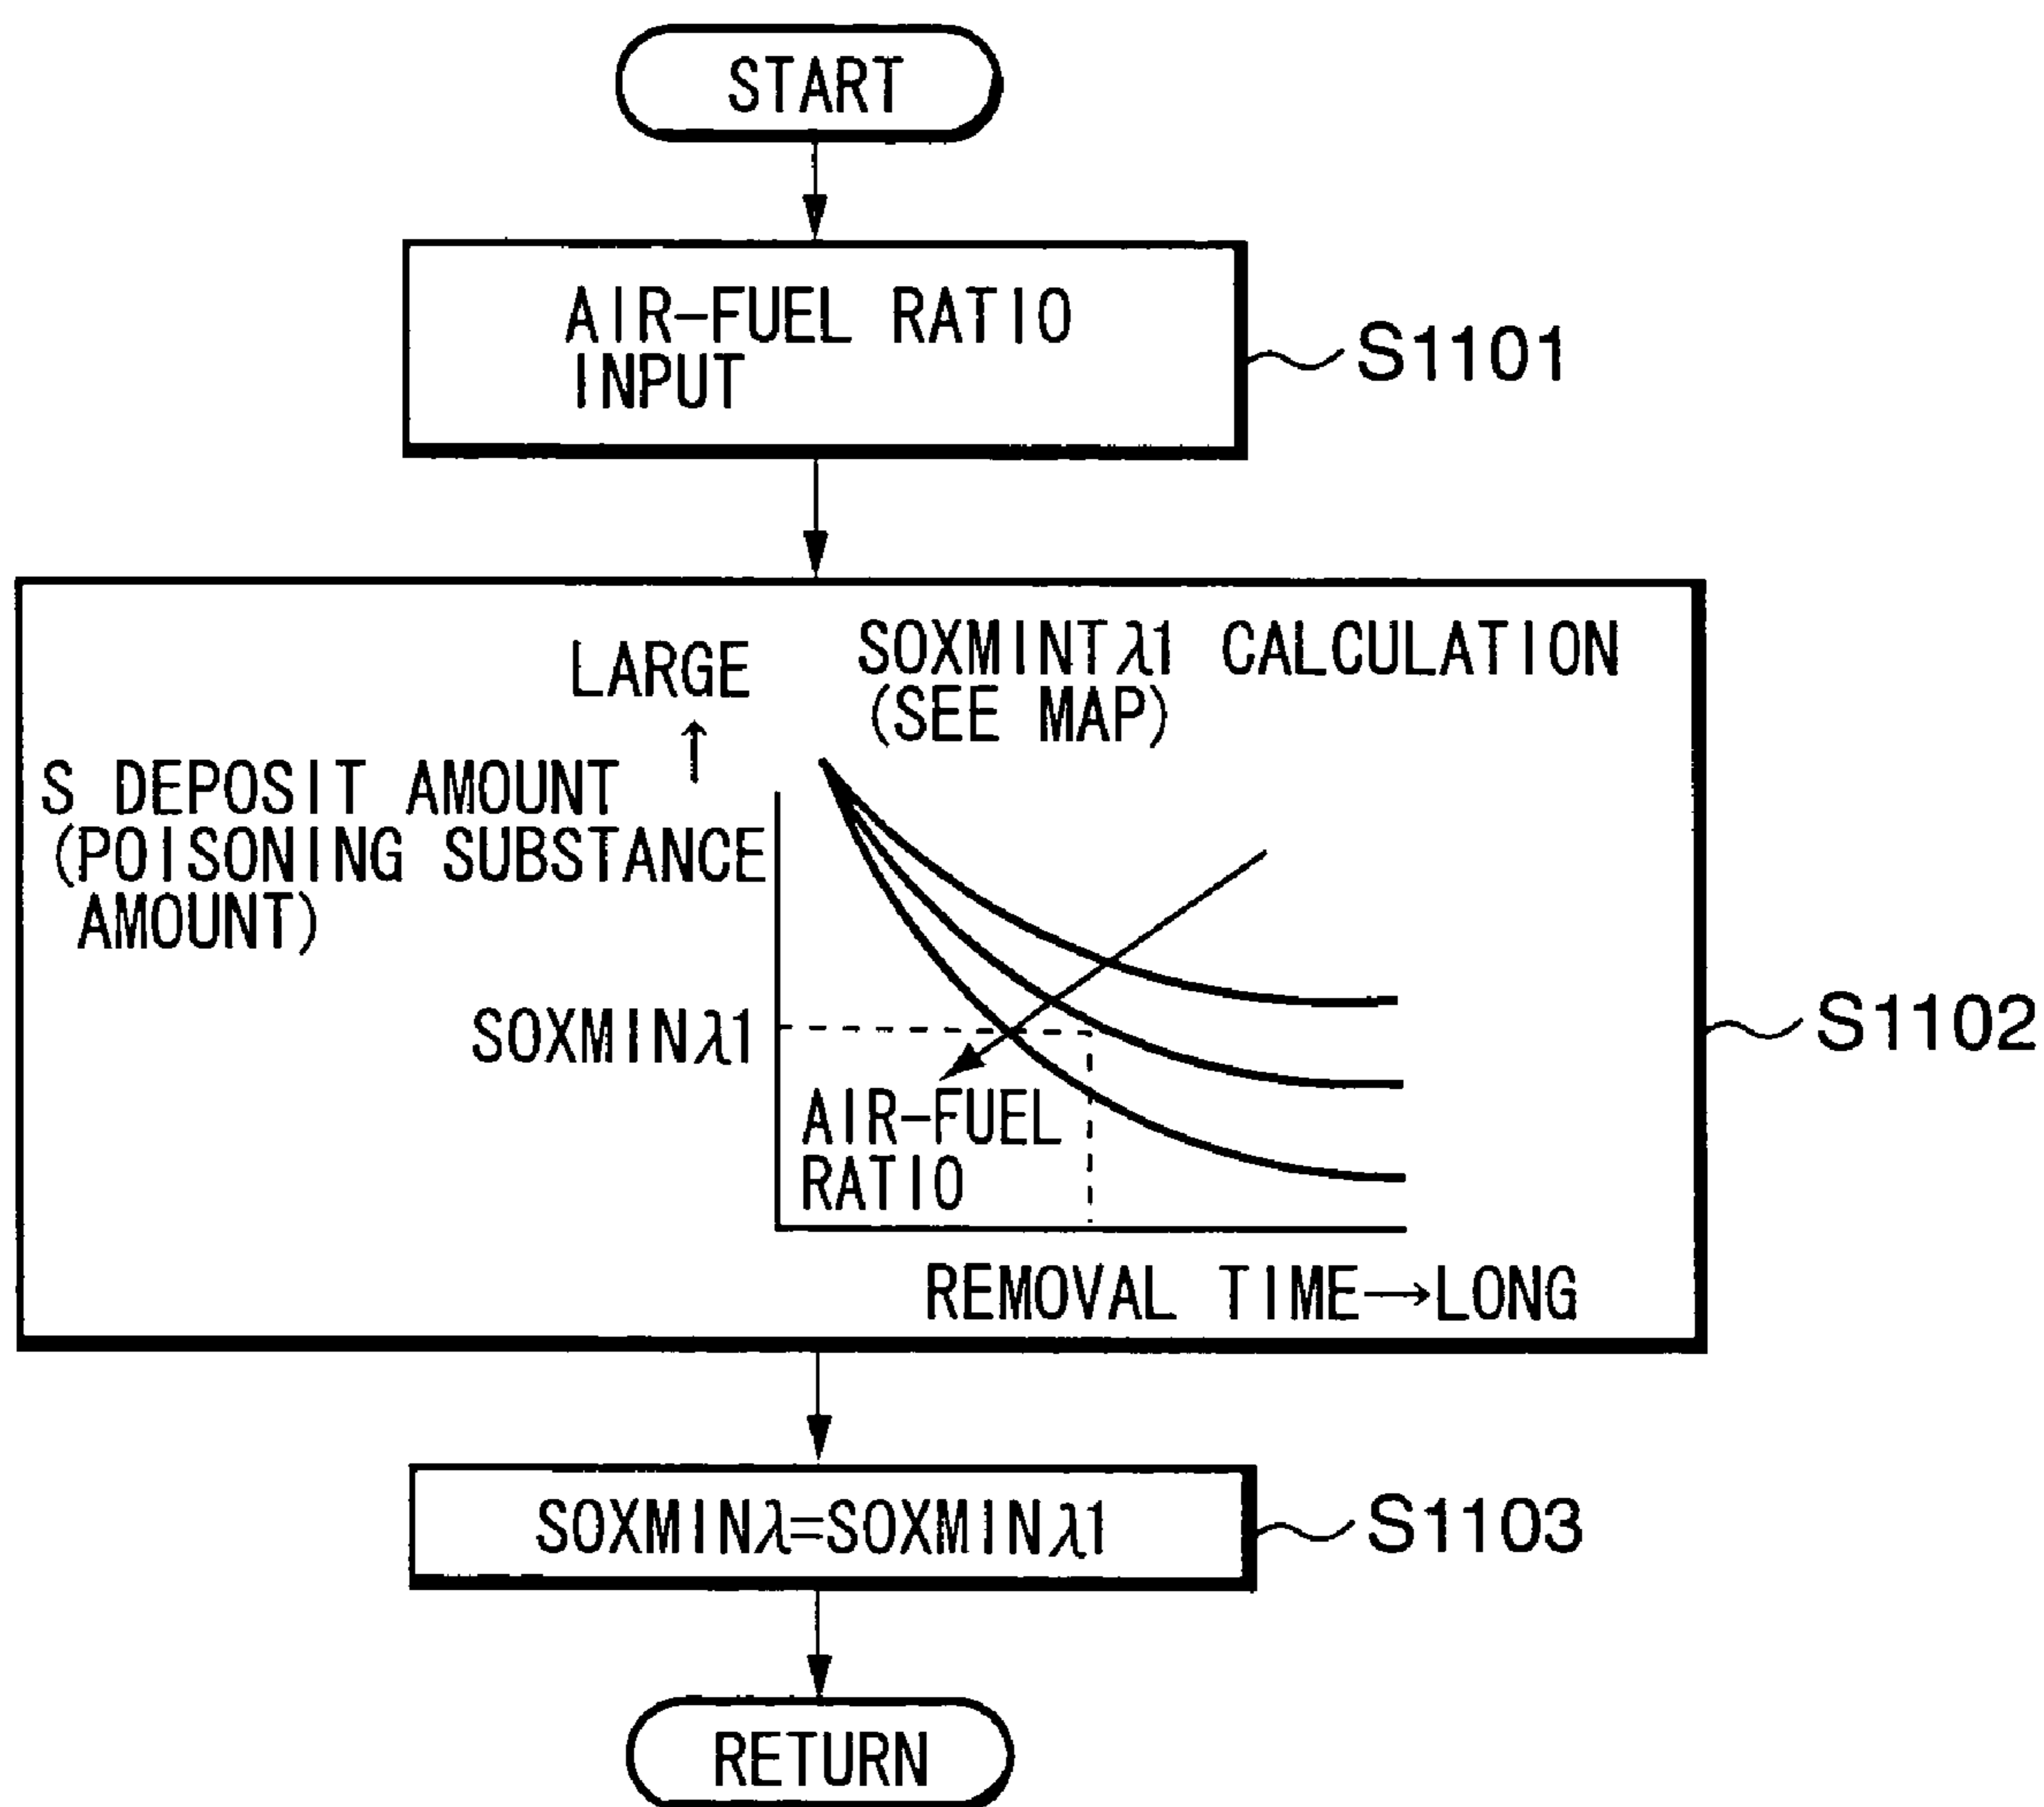 START
AIR-FUEL RATIO
INPUT
S1101
SOXMINTλ1 CALCULATION
(SEE MAP)
LARGE
↑
S DEPOSIT AMOUNT
(POISONING SUBSTANCE
AMOUNT)
SOXMINλ1
AIR-FUEL
RATIO
REMOVAL TIME→LONG
S1102
SOXMINλ=SOXMINλ1
S1103
RETURN